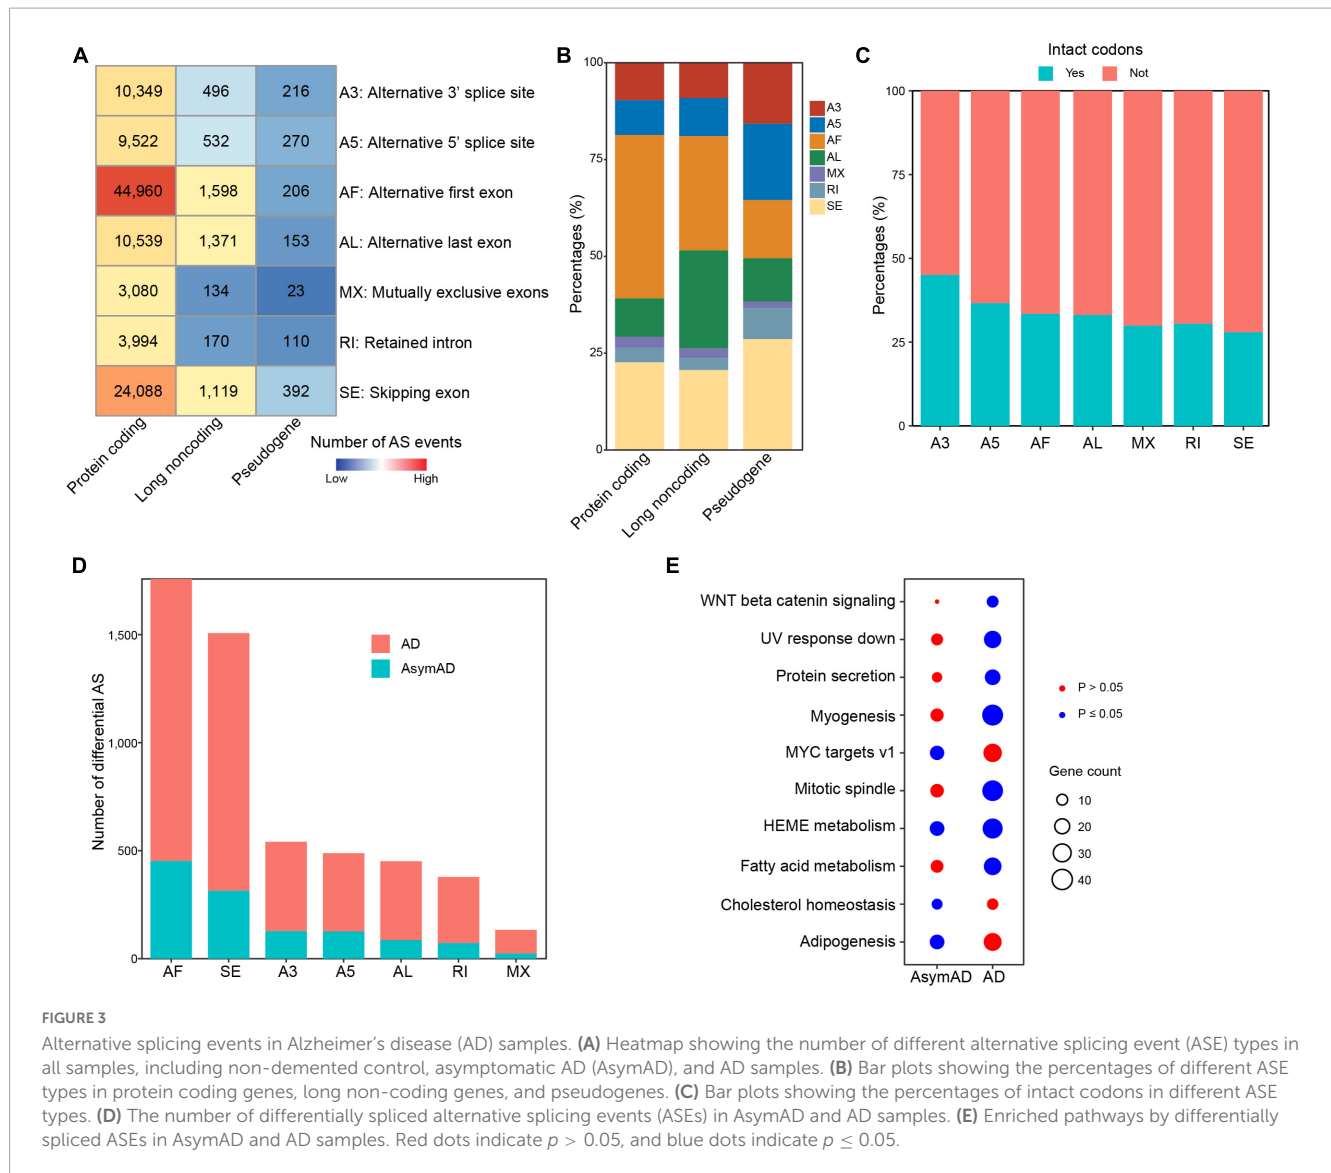 A
10,349 496 216 A3: Alternative 3’ splice site
9,522 532 270 A5: Alternative 5’ splice site
44,960 1,598 206 AF: Alternative first exon
10,539 1,371 153 AL: Alternative last exon
3,080 134 23 MX: Mutually exclusive exons
3,994 170 110 RI: Retained intron
24,088 1,119 392 SE: Skipping exon
Protein coding
Long noncoding
Pseudogene
Number of AS events
Low High
B
Percentages (%)
100
75
50
25
0
Protein coding
Long noncoding
Pseudogene
A3
A5
AF
AL
MX
RI
SE
C
Intact codons
Yes Not
Percentages (%)
100
75
50
25
0
A3 A5 AF AL MX RI SE
D
Number of differential AS
1,500
1,000
500
0
AD
AsymAD
AF SE A3 A5 AL RI MX
E
WNT beta catenin signaling
UV response down
Protein secretion
Myogenesis
MYC targets v1
Mitotic spindle
HEME metabolism
Fatty acid metabolism
Cholesterol homeostasis
Adipogenesis
AsymAD AD
P > 0.05
P ≤ 0.05
Gene count
10
20
30
40
FIGURE 3
Alternative splicing events in Alzheimer’s disease (AD) samples. (A) Heatmap showing the number of different alternative splicing event (ASE) types in
all samples, including non-demented control, asymptomatic AD (AsymAD), and AD samples. (B) Bar plots showing the percentages of different ASE
types in protein coding genes, long non-coding genes, and pseudogenes. (C) Bar plots showing the percentages of intact codons in different ASE
types. (D) The number of differentially spliced alternative splicing events (ASEs) in AsymAD and AD samples. (E) Enriched pathways by differentially
spliced ASEs in AsymAD and AD samples. Red dots indicate p > 0.05, and blue dots indicate p ≤ 0.05.